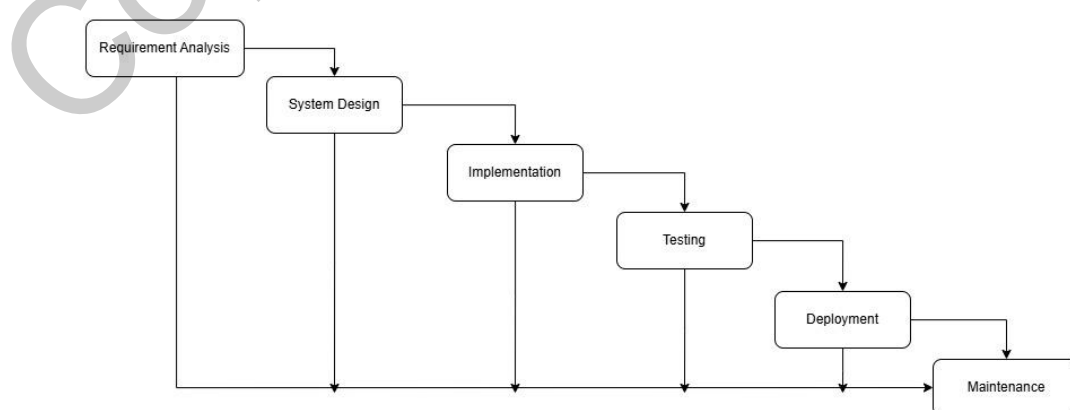 Requirement Analysis
System Design
Implementation
Testing
Deployment
Maintenance